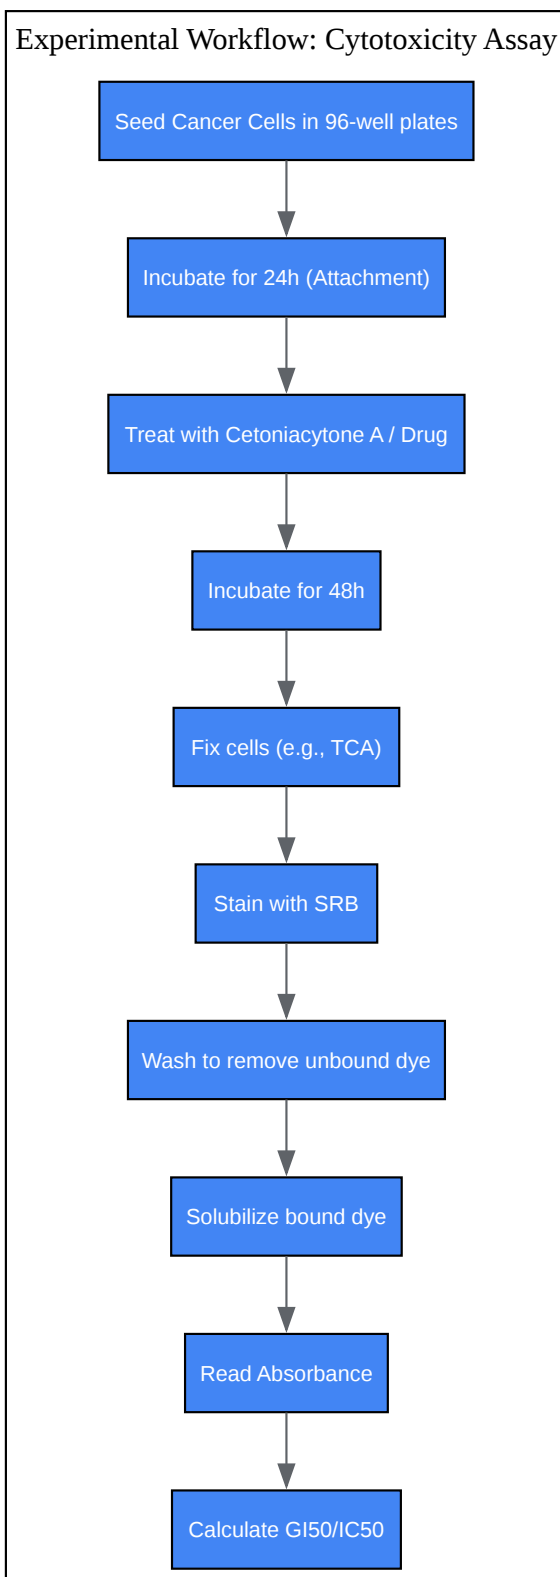 Experimental Workflow: Cytotoxicity Assay
Seed Cancer Cells in 96-well plates
Incubate for 24h (Attachment)
Treat with Cetoniacytone A / Drug
Incubate for 48h
Fix cells (e.g., TCA)
Stain with SRB
Wash to remove unbound dye
Solubilize bound dye
Read Absorbance
Calculate GI50/IC50